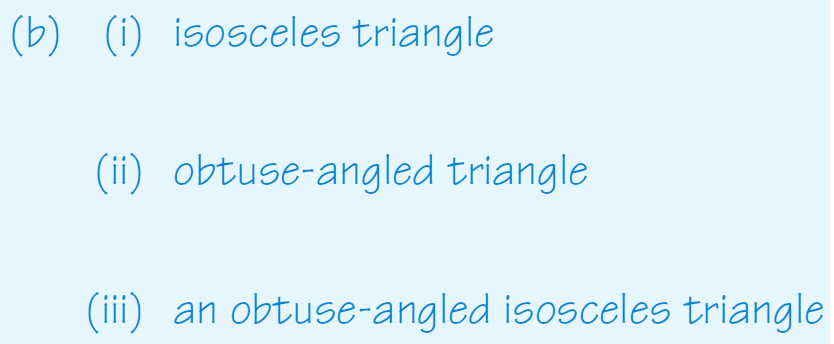 (b) (i) isosceles triangle
(ii) obtuse-angled triangle
(iii) an obtuse-angled isosceles triangle